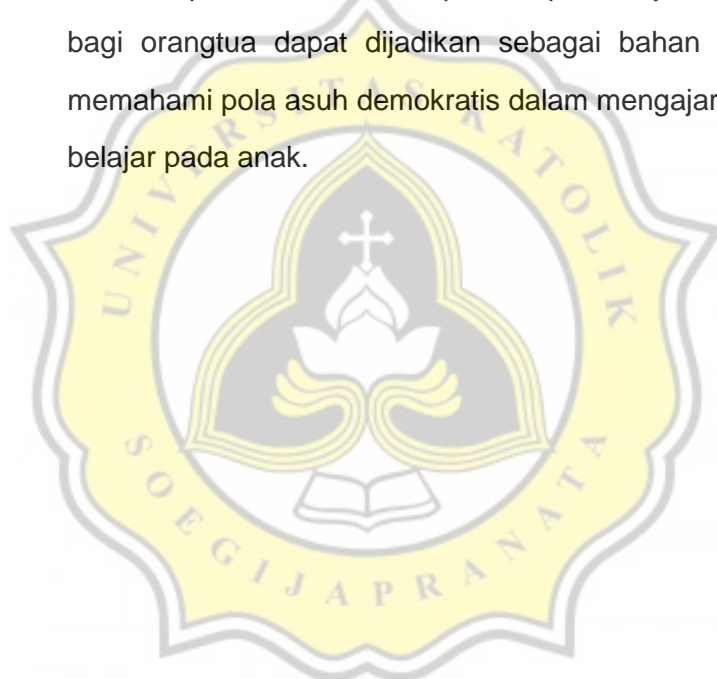 bagi orangtua dapat dijadikan sebagai bahan
memahami pola asuh demokratis dalam mengajar
belajar pada anak.
UNIVERSITAS KATOLIK
SOEGIJAPRANATA